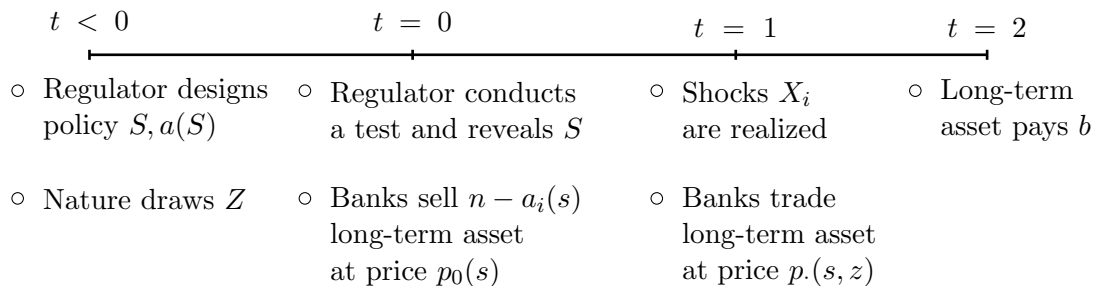 t < 0
t = 0
t = 1
t = 2
○ Regulator designs
policy S, a(S)
○ Nature draws Z
○ Regulator conducts
a test and reveals S
○ Banks sell n − a_i(s)
long-term asset
at price p_0(s)
○ Shocks X_i
are realized
○ Banks trade
long-term asset
at price p.(s, z)
○ Long-term
asset pays b